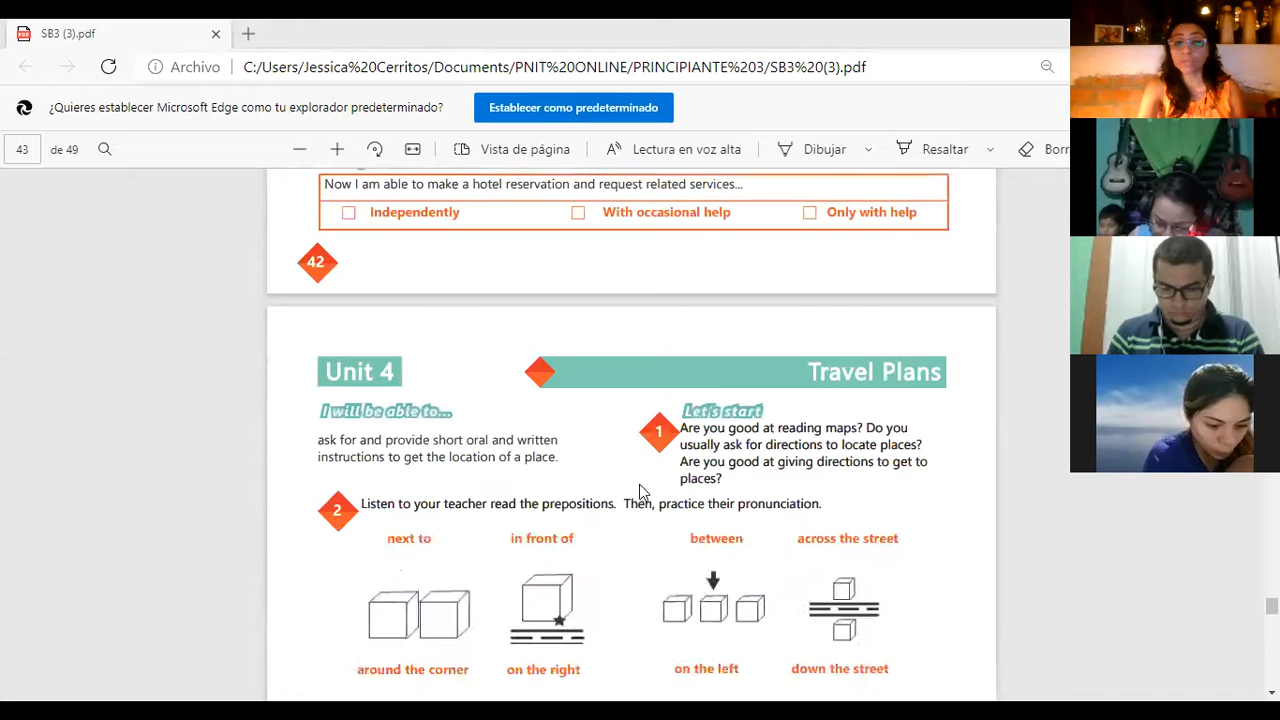 SB3 (3).pdf
Archivo
C:/Users/Jessica%20Cerritos/Documents/PNIT%20ONLINE/PRINCIPIANTE%203/SB3%20(3).pdf
¿Quieres establecer Microsoft Edge como tu explorador predeterminado?
Establecer como predeterminado
43 de 49
Vista de página
Lectura en voz alta
Dibujar
Resaltar
Borr
Now I am able to make a hotel reservation and request related services...
Independently
With occasional help
Only with help
42
Unit 4
Travel Plans
I will be able to...
ask for and provide short oral and written
instructions to get the location of a place.
Let's start
1
Are you good at reading maps? Do you
usually ask for directions to locate places?
Are you good at giving directions to get to
places?
2
Listen to your teacher read the prepositions. Then, practice their pronunciation.
next to
in front of
between
across the street
around the corner
on the right
on the left
down the street